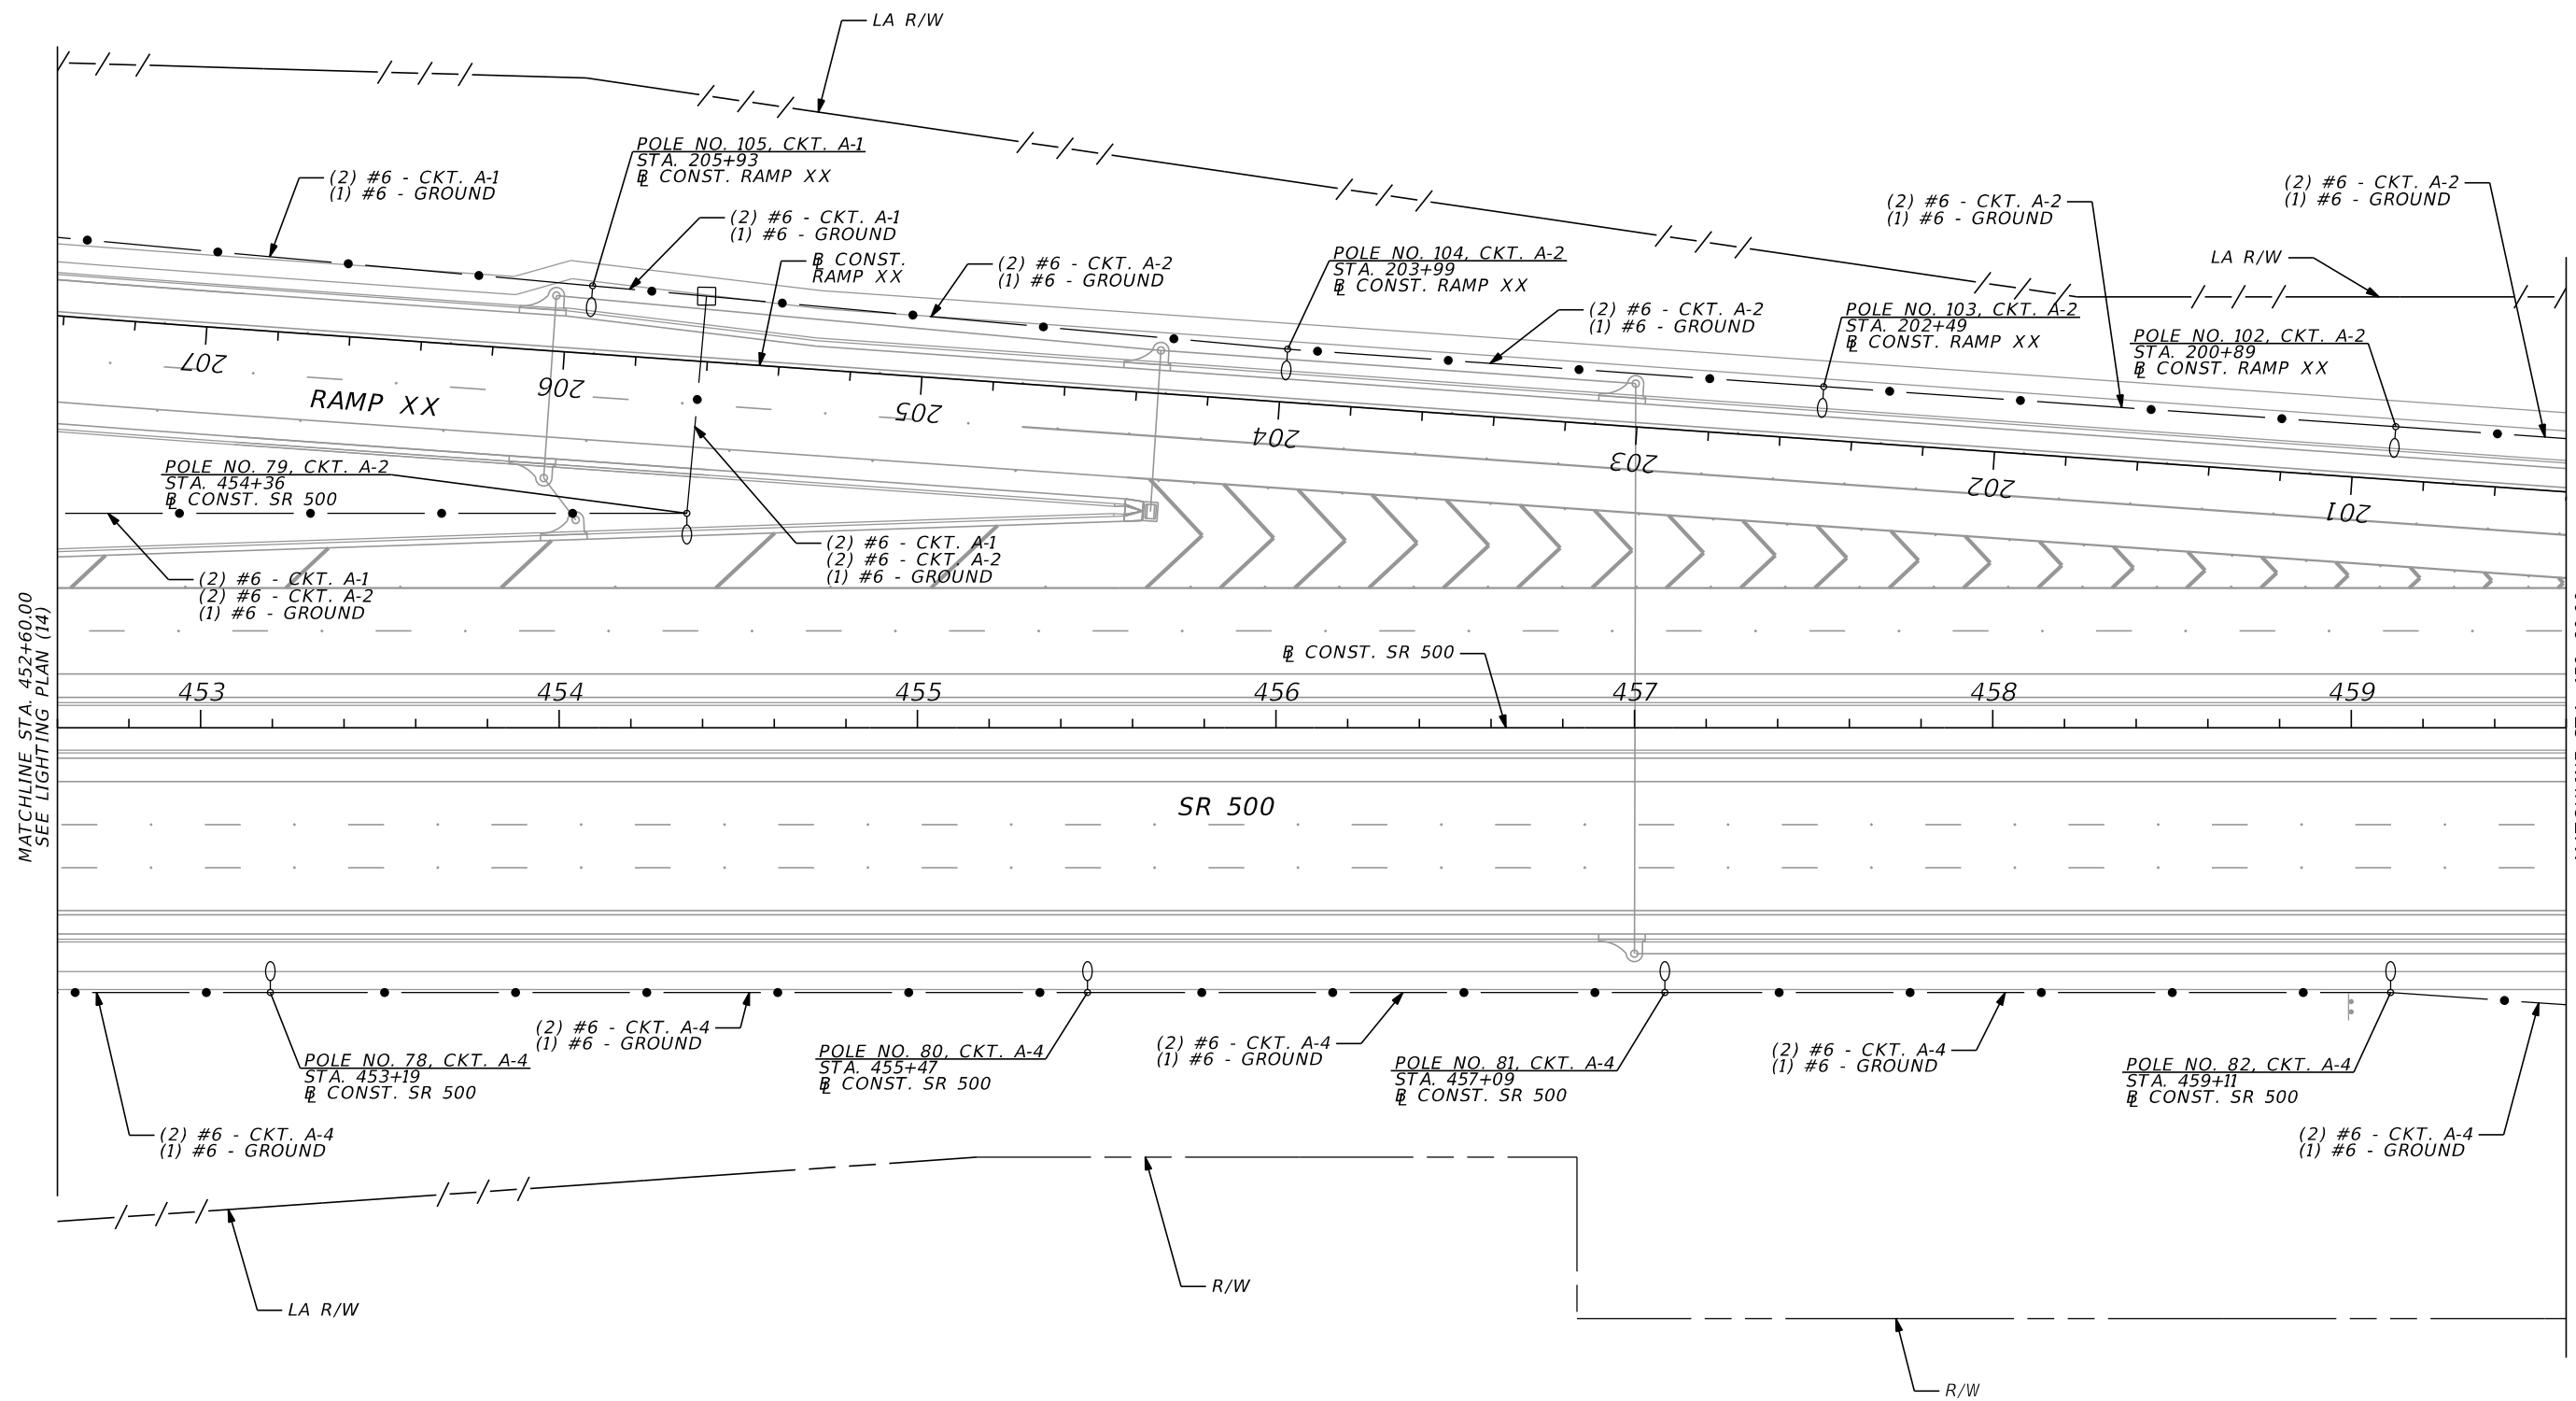 LA R/W
POLE NO. 105, CKT. A-1
STA. 205+93
BL CONST. RAMP XX
(2) #6 - CKT. A-1
(1) #6 - GROUND
(2) #6 - CKT. A-1
(1) #6 - GROUND
BL CONST.
RAMP XX
(2) #6 - CKT. A-2
(1) #6 - GROUND
POLE NO. 104, CKT. A-2
STA. 203+99
BL CONST. RAMP XX
(2) #6 - CKT. A-2
(1) #6 - GROUND
(2) #6 - CKT. A-2
(1) #6 - GROUND
(2) #6 - CKT. A-2
(1) #6 - GROUND
LA R/W
POLE NO. 103, CKT. A-2
STA. 202+49
BL CONST. RAMP XX
POLE NO. 102, CKT. A-2
STA. 200+89
BL CONST. RAMP XX
207
206
205
204
203
202
201
RAMP XX
POLE NO. 79, CKT. A-2
STA. 454+36
BL CONST. SR 500
(2) #6 - CKT. A-1
(2) #6 - CKT. A-2
(1) #6 - GROUND
(2) #6 - CKT. A-1
(2) #6 - CKT. A-2
(1) #6 - GROUND
MATCHLINE STA. 452+60.00
SEE LIGHTING PLAN (14)
BL CONST. SR 500
453
454
455
456
457
458
459
SR 500
(2) #6 - CKT. A-4
(1) #6 - GROUND
POLE NO. 78, CKT. A-4
STA. 453+19
BL CONST. SR 500
(2) #6 - CKT. A-4
(1) #6 - GROUND
POLE NO. 80, CKT. A-4
STA. 455+47
BL CONST. SR 500
(2) #6 - CKT. A-4
(1) #6 - GROUND
POLE NO. 81, CKT. A-4
STA. 457+09
BL CONST. SR 500
(2) #6 - CKT. A-4
(1) #6 - GROUND
POLE NO. 82, CKT. A-4
STA. 459+11
BL CONST. SR 500
(2) #6 - CKT. A-4
(1) #6 - GROUND
LA R/W
R/W
R/W